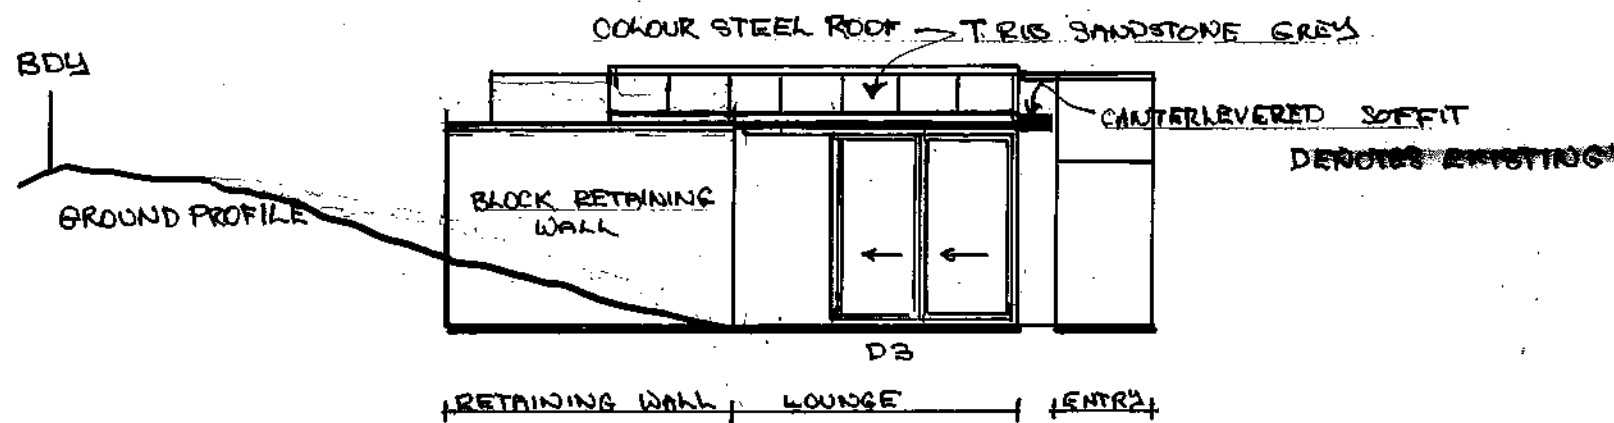 COLOUR STEEL ROOF → T. RIB SANDSTONE GREY
BDY
CANTERLEVERED SOFFIT
DENOTES EXISTING
GROUND PROFILE
BLOCK RETAINING
WALL
D3
RETAINING WALL
LOUNGE
ENTRY